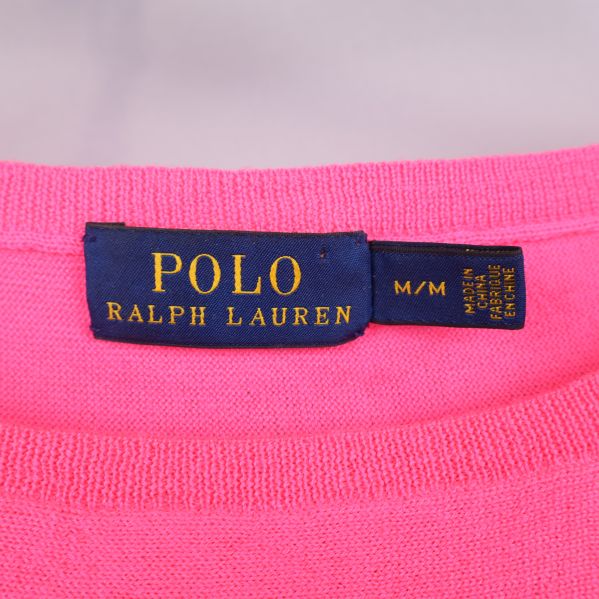 POLO
RALPH LAUREN
M/M
MADE IN
CHINA
FABRIQUE
EN CHINE